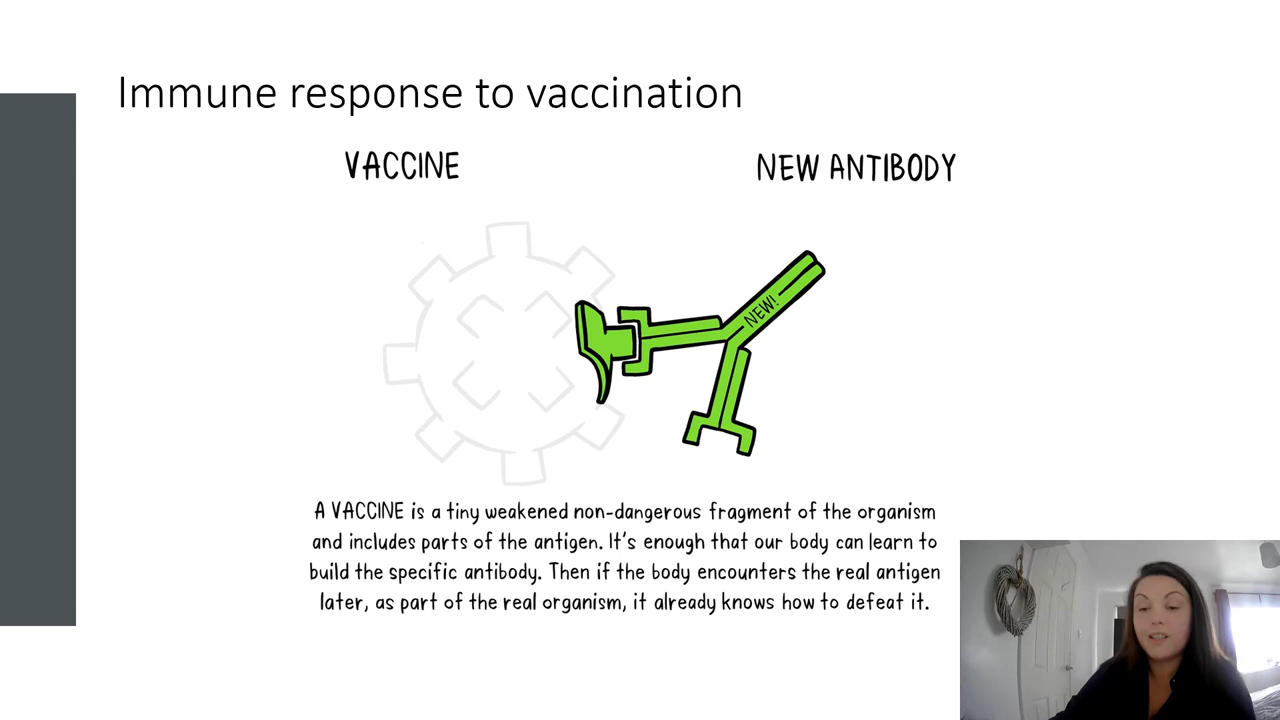 Immune response to vaccination
VACCINE
NEW ANTIBODY
NEW!
A VACCINE is a tiny weakened non-dangerous fragment of the organism
and includes parts of the antigen. It's enough that our body can learn to
build the specific antibody. Then if the body encounters the real antigen
later, as part of the real organism, it already knows how to defeat it.